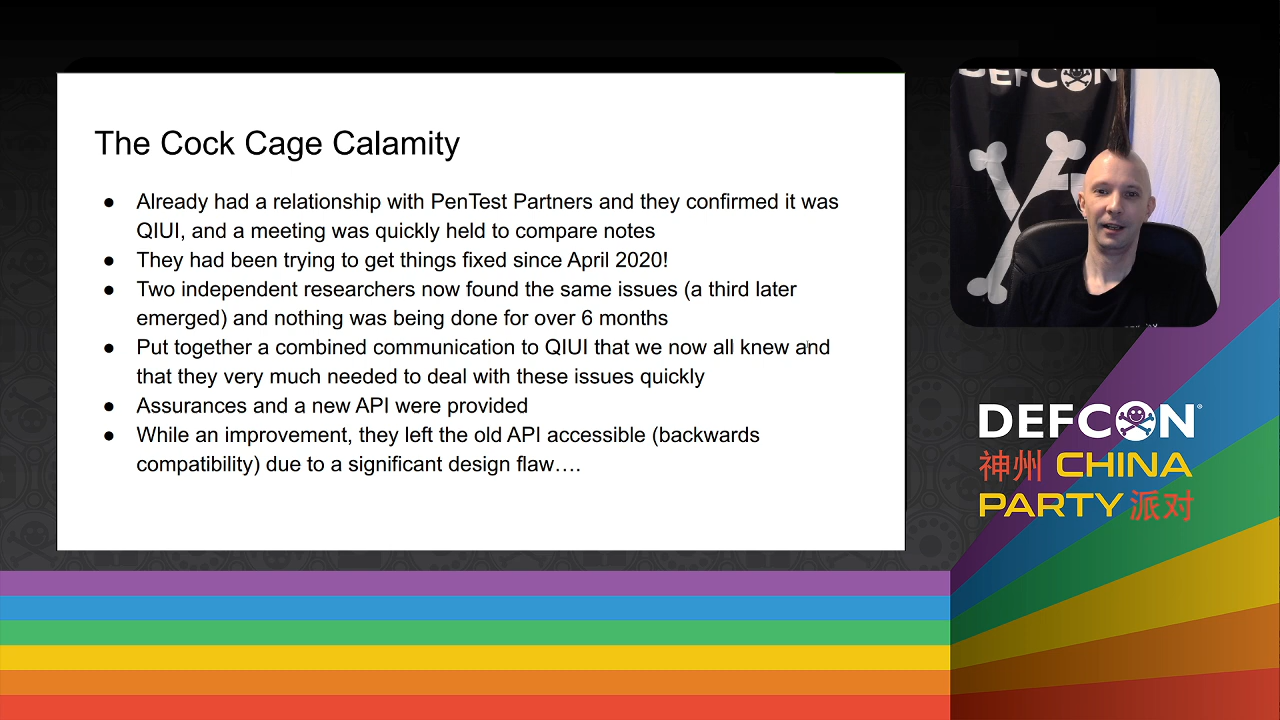 The Cock Cage Calamity
● Already had a relationship with PenTest Partners and they confirmed it was
QIUI, and a meeting was quickly held to compare notes
● They had been trying to get things fixed since April 2020!
● Two independent researchers now found the same issues (a third later
emerged) and nothing was being done for over 6 months
● Put together a combined communication to QIUI that we now all knew and
that they very much needed to deal with these issues quickly
● Assurances and a new API were provided
● While an improvement, they left the old API accessible (backwards
compatibility) due to a significant design flaw….
DEFCON
DEFCON®
神州 CHINA
PARTY 派对